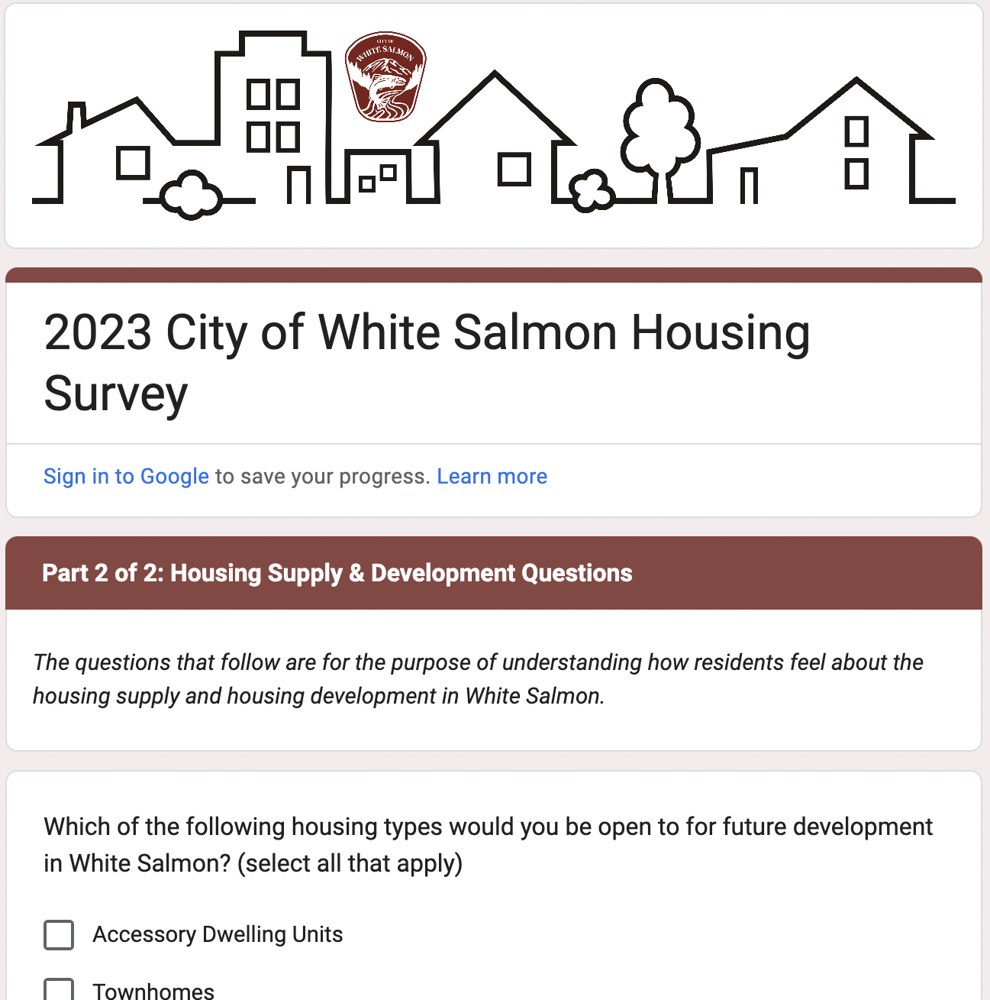 CITY OF
WHITE SALMON
2023 City of White Salmon Housing
Survey
Sign in to Google to save your progress. Learn more
Part 2 of 2: Housing Supply & Development Questions
The questions that follow are for the purpose of understanding how residents feel about the
housing supply and housing development in White Salmon.
Which of the following housing types would you be open to for future development
in White Salmon? (select all that apply)
Accessory Dwelling Units
Townhomes